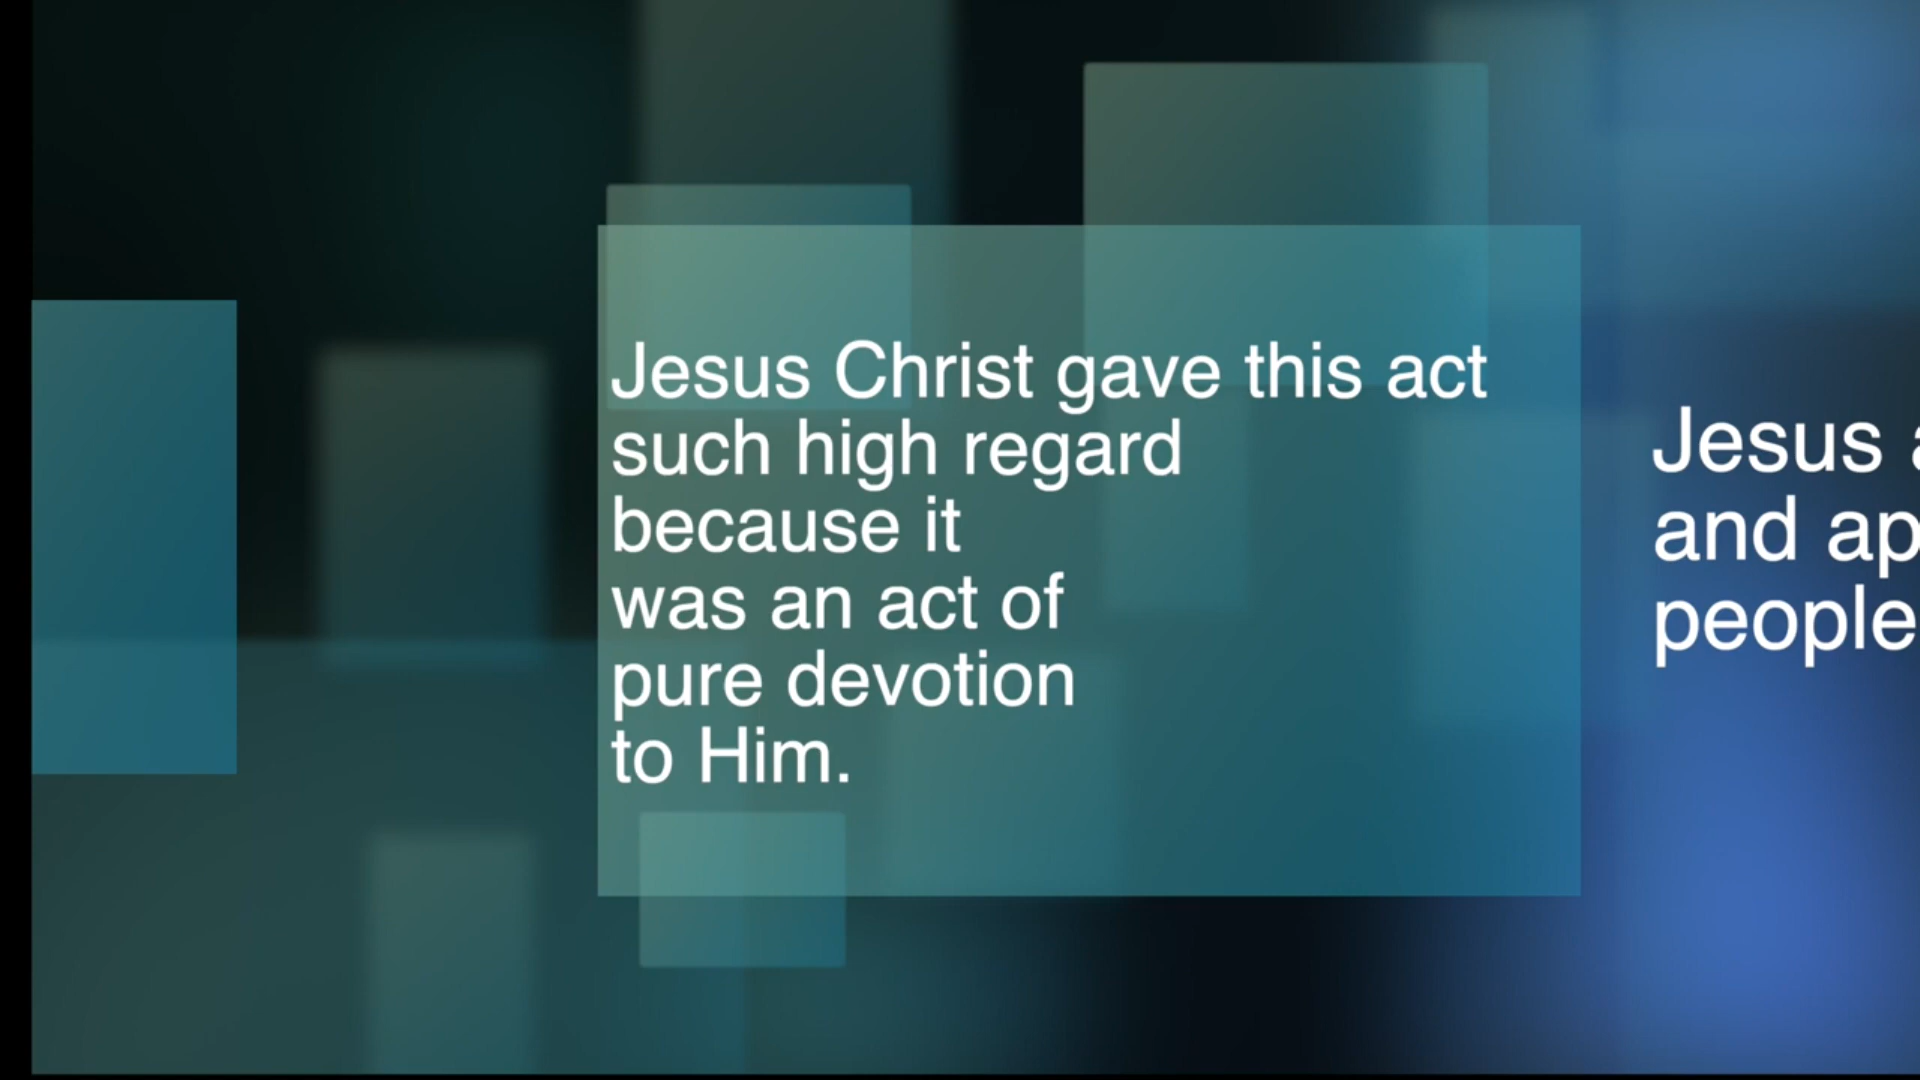 Jesus Christ gave this act
such high regard
because it
was an act of
pure devotion
to Him.
Jesus
and
people